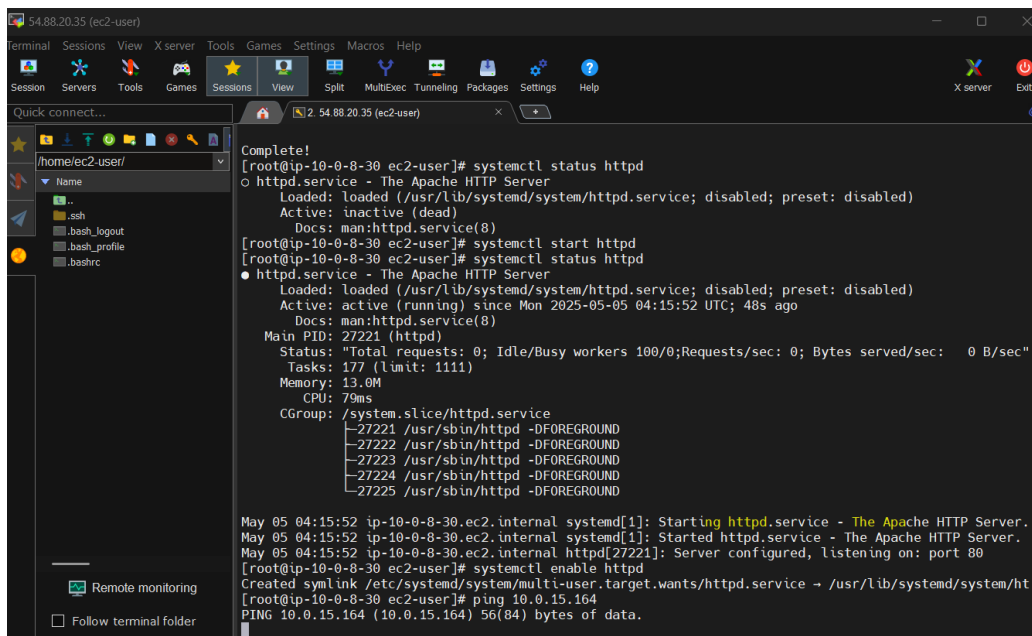 54.88.20.35 (ec2-user)
Terminal Sessions View X server Tools Games Settings Macros Help
Session Servers Tools Games Sessions View Split MultiExec Tunneling Packages Settings Help X server Exit
Quick connect...
2. 54.88.20.35 (ec2-user)
/home/ec2-user/
Name
..
.ssh
.bash_logout
.bash_profile
.bashrc
Complete!
[root@ip-10-0-8-30 ec2-user]# systemctl status httpd
○ httpd.service - The Apache HTTP Server
Loaded: loaded (/usr/lib/systemd/system/httpd.service; disabled; preset: disabled)
Active: inactive (dead)
Docs: man:httpd.service(8)
[root@ip-10-0-8-30 ec2-user]# systemctl start httpd
[root@ip-10-0-8-30 ec2-user]# systemctl status httpd
● httpd.service - The Apache HTTP Server
Loaded: loaded (/usr/lib/systemd/system/httpd.service; disabled; preset: disabled)
Active: active (running) since Mon 2025-05-05 04:15:52 UTC; 48s ago
Docs: man:httpd.service(8)
Main PID: 27221 (httpd)
Status: "Total requests: 0; Idle/Busy workers 100/0;Requests/sec: 0; Bytes served/sec: 0 B/sec"
Tasks: 177 (limit: 1111)
Memory: 13.0M
CPU: 79ms
CGroup: /system.slice/httpd.service
├─27221 /usr/sbin/httpd -DFOREGROUND
├─27222 /usr/sbin/httpd -DFOREGROUND
├─27223 /usr/sbin/httpd -DFOREGROUND
├─27224 /usr/sbin/httpd -DFOREGROUND
└─27225 /usr/sbin/httpd -DFOREGROUND
May 05 04:15:52 ip-10-0-8-30.ec2.internal systemd[1]: Starting httpd.service - The Apache HTTP Server.
May 05 04:15:52 ip-10-0-8-30.ec2.internal systemd[1]: Started httpd.service - The Apache HTTP Server.
May 05 04:15:52 ip-10-0-8-30.ec2.internal httpd[27221]: Server configured, listening on: port 80
[root@ip-10-0-8-30 ec2-user]# systemctl enable httpd
Created symlink /etc/systemd/system/multi-user.target.wants/httpd.service → /usr/lib/systemd/system/ht
[root@ip-10-0-8-30 ec2-user]# ping 10.0.15.164
PING 10.0.15.164 (10.0.15.164) 56(84) bytes of data.
Remote monitoring
Follow terminal folder